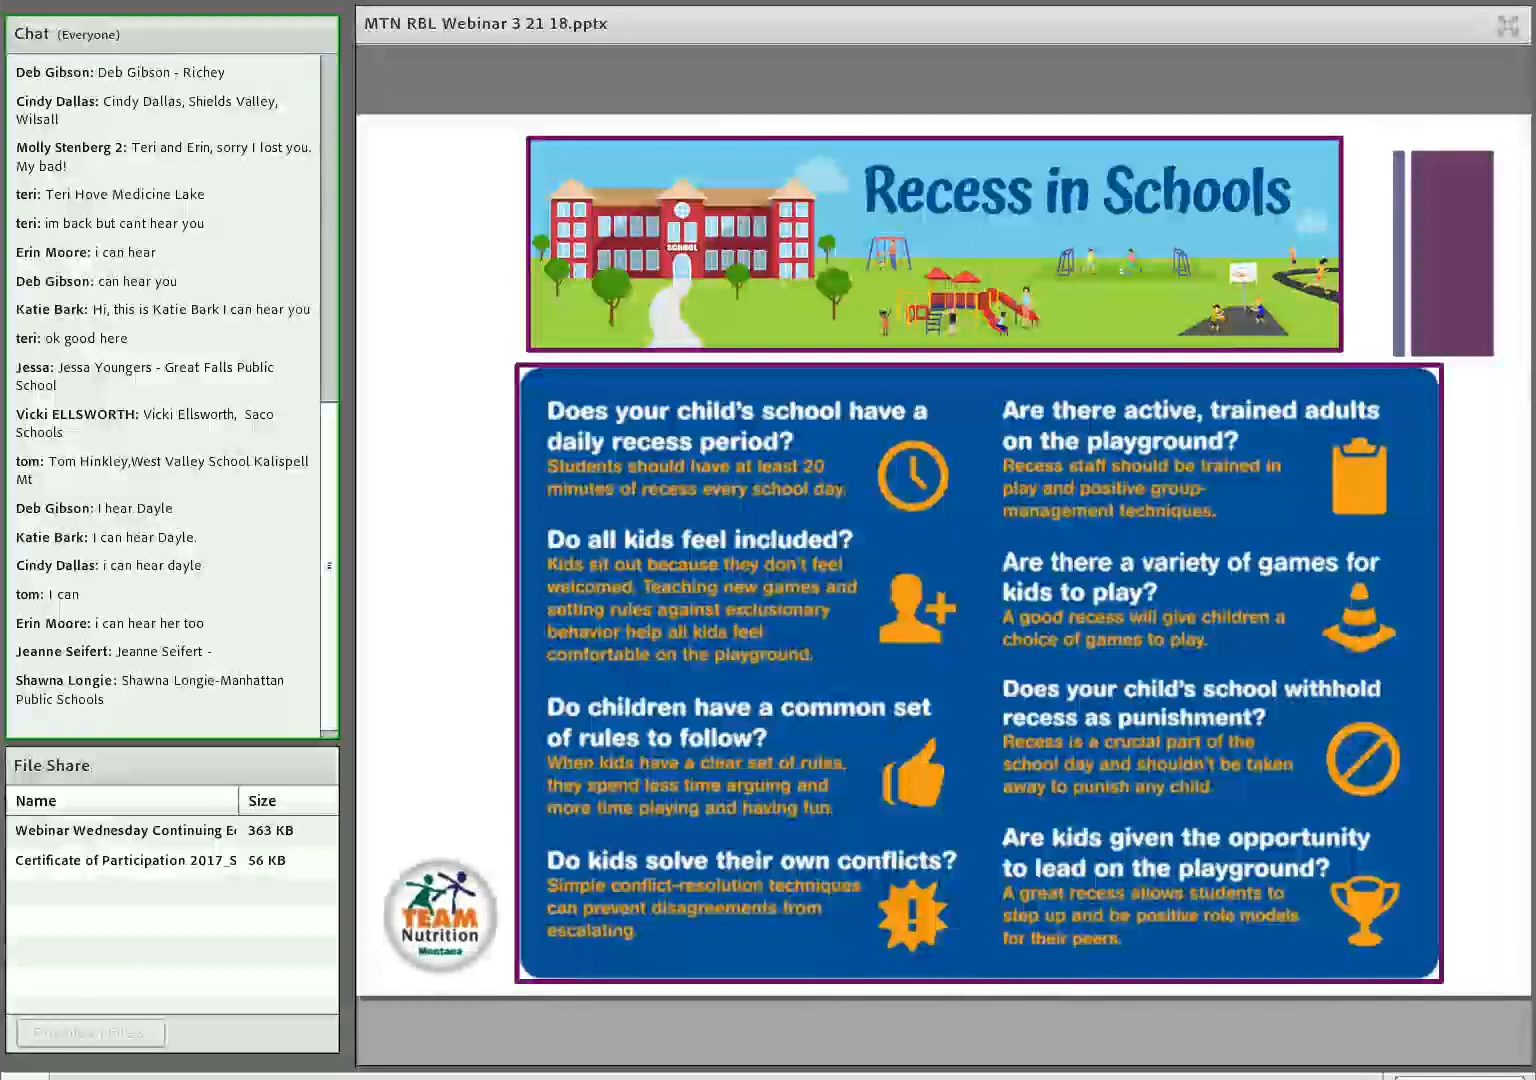 Chat (Everyone)
Deb Gibson: Deb Gibson - Richey
Cindy Dallas: Cindy Dallas, Shields Valley,
Wilsall
Molly Stenberg 2: Teri and Erin, sorry I lost you.
My bad!
teri: Teri Hove Medicine Lake
teri: im back but cant hear you
Erin Moore: i can hear
Deb Gibson: can hear you
Katie Bark: Hi, this is Katie Bark I can hear you
teri: ok good here
Jessa: Jessa Youngers - Great Falls Public
School
Vicki ELLSWORTH: Vicki Ellsworth, Saco
Schools
tom: Tom Hinkley,West Valley School Kalispell
Mt
Deb Gibson: I hear Dayle
Katie Bark: I can hear Dayle.
Cindy Dallas: i can hear dayle
tom: I can
Erin Moore: i can hear her too
Jeanne Seifert: Jeanne Seifert -
Shawna Longie: Shawna Longie-Manhattan
Public Schools
File Share
Name Size
Webinar Wednesday Continuing Ec 363 KB
Certificate of Participation 2017_S 56 KB
MTN RBL Webinar 3 21 18.pptx
Recess in Schools
SCHOOL
Does your child's school have a
daily recess period?
Students should have at least 20
minutes of recess every school day.
Do all kids feel included?
Kids sit out because they don't feel
welcomed. Teaching new games and
setting rules against exclusionary
behavior help all kids feel
comfortable on the playground.
Do children have a common set
of rules to follow?
When kids have a clear set of rules,
they spend less time arguing and
more time playing and having fun.
Do kids solve their own conflicts?
Simple conflict-resolution techniques
can prevent disagreements from
escalating.
Are there active, trained adults
on the playground?
Recess staff should be trained in
play and positive group-
management techniques.
Are there a variety of games for
kids to play?
A good recess will give children a
choice of games to play.
Does your child's school withhold
recess as punishment?
Recess is a crucial part of the
school day and shouldn't be taken
away to punish any child.
Are kids given the opportunity
to lead on the playground?
A great recess allows students to
step up and be positive role models
for their peers.
TEAM
Nutrition
Montana